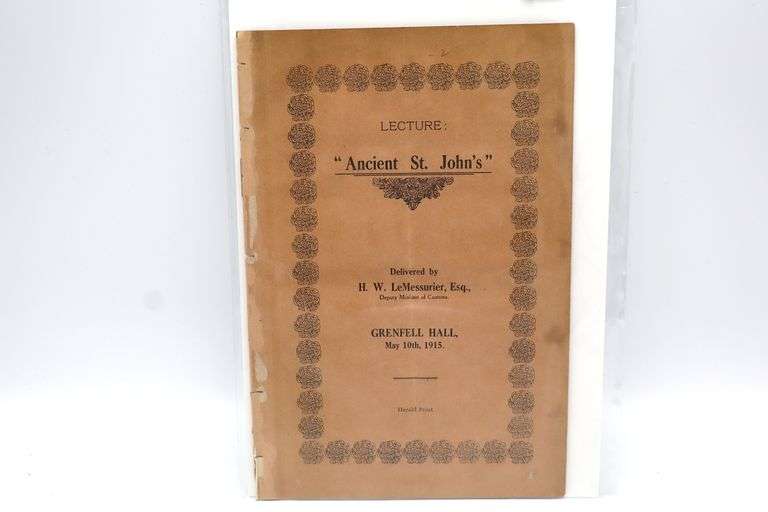 LECTURE:
"Ancient St. John's"
Delivered by
H. W. LeMessurier, Esq.,
Deputy Minister of Customs.
GRENFELL HALL,
May 10th, 1915.
Herald Print